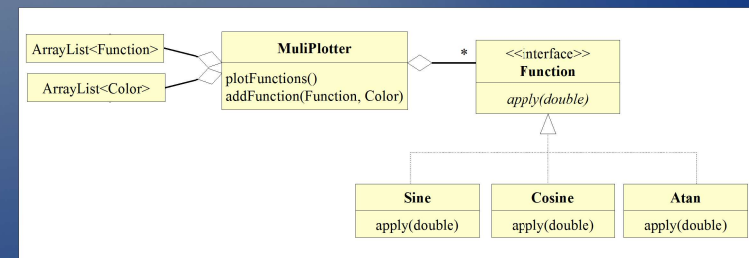 ArrayList<Function>
ArrayList<Color>
MuliPlotter
plotFunctions()
addFunction(Function, Color)
*
<<interface>>
Function
apply(double)
Sine
apply(double)
Cosine
apply(double)
Atan
apply(double)